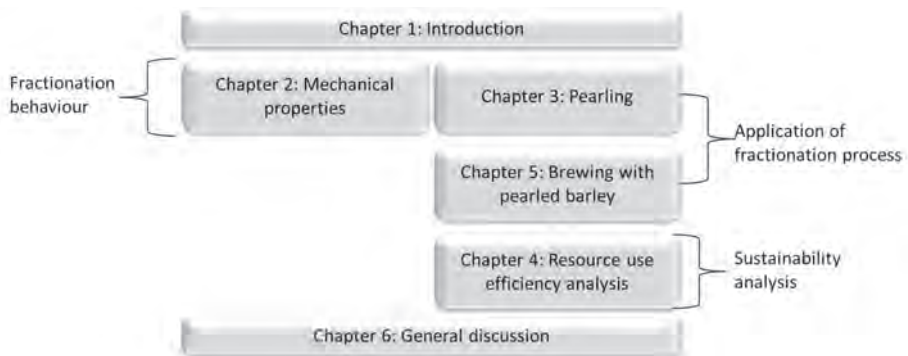 Chapter 1: Introduction
Fractionation
behaviour
Chapter 2: Mechanical
properties
Chapter 3: Pearling
Application of
fractionation process
Chapter 5: Brewing with
pearled barley
Chapter 4: Resource use
efficiency analysis
Sustainability
analysis
Chapter 6: General discussion